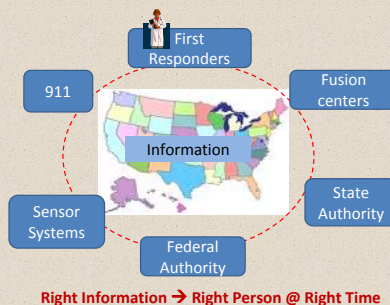 First
Responders
911
Fusion
centers
Information
Sensor
Systems
State
Authority
Federal
Authority
Right Information → Right Person @ Right Time